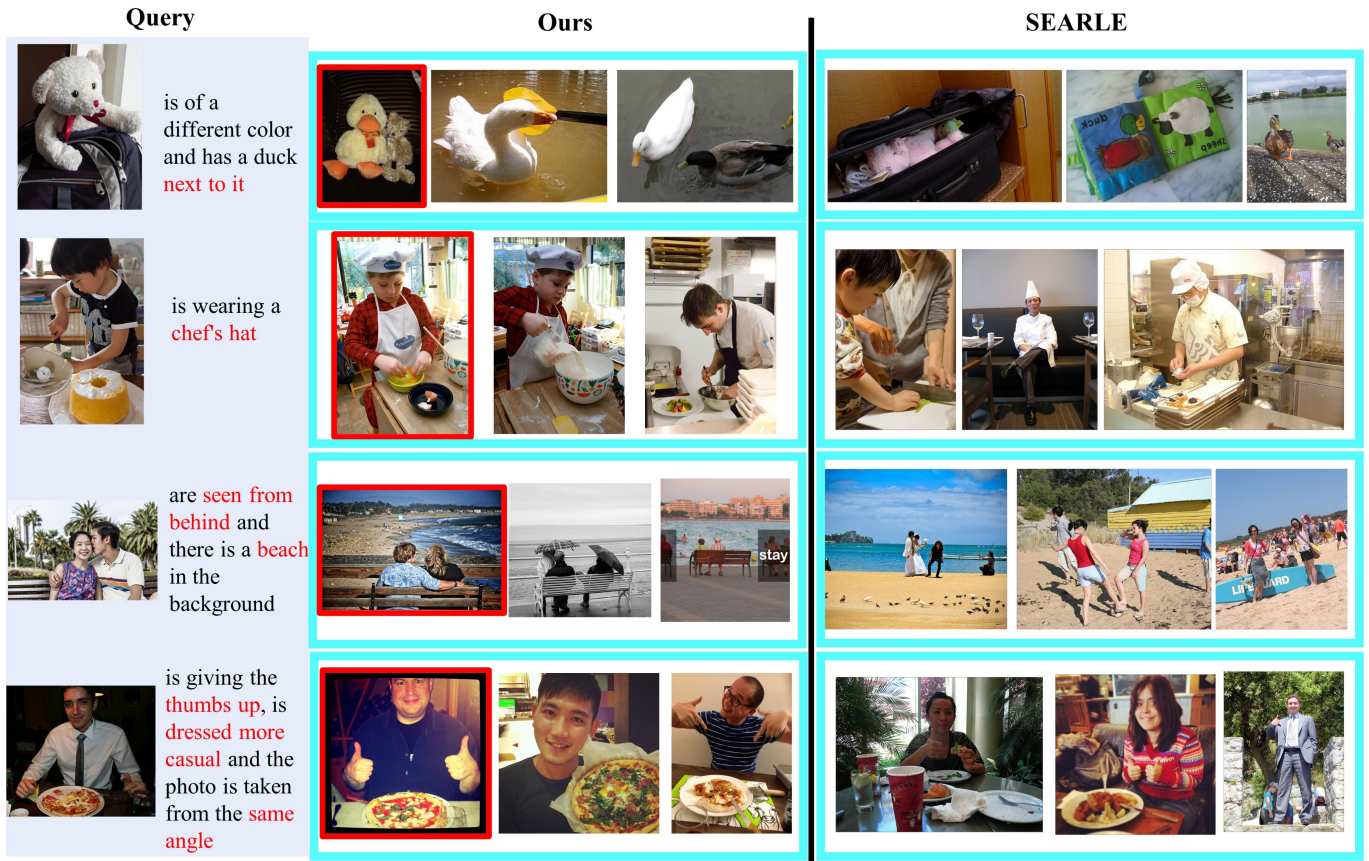 Query
Ours
SEARLE
is of a
different color
and has a duck
next to it
duck
sheep
is wearing a
chef's hat
are seen from
behind and
there is a beach
in the
background
stay
is giving the
thumbs up, is
dressed more
casual and the
photo is taken
from the same
angle